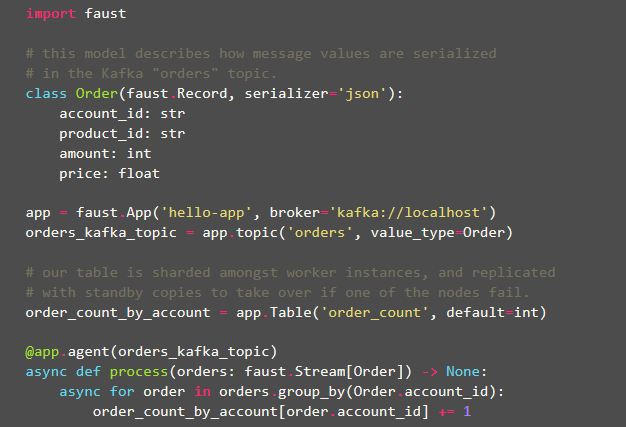 import faust
# this model describes how message values are serialized
# in the Kafka "orders" topic.
class Order(faust.Record, serializer='json'):
    account_id: str
    product_id: str
    amount: int
    price: float
app = faust.App('hello-app', broker='kafka://localhost')
orders_kafka_topic = app.topic('orders', value_type=Order)
# our table is sharded amongst worker instances, and replicated
# with standby copies to take over if one of the nodes fail.
order_count_by_account = app.Table('order_count', default=int)
@app.agent(orders_kafka_topic)
async def process(orders: faust.Stream[Order]) -> None:
    async for order in orders.group_by(Order.account_id):
        order_count_by_account[order.account_id] += 1